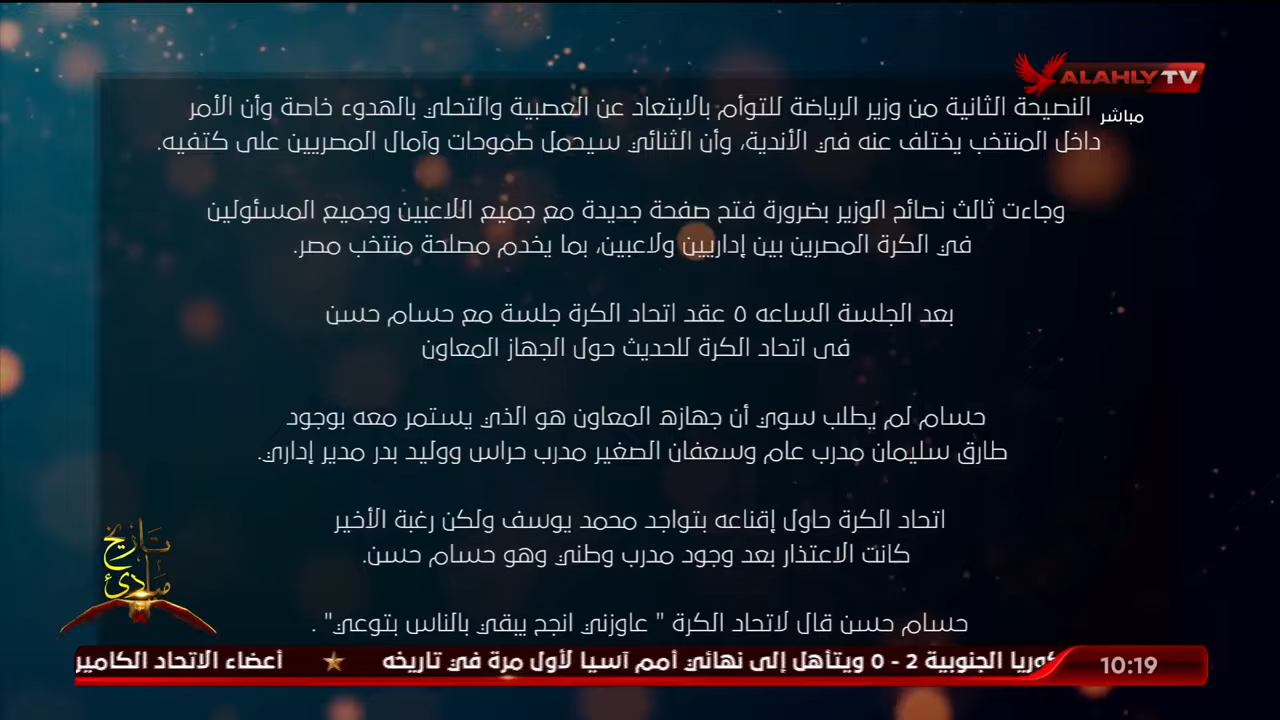 ALAHLY TV
مباشر
النصيحة الثانية من وزير الرياضة للتوأم بالابتعاد عن العصبية والتحلي بالهدوء خاصة وأن الأمر
داخل المنتخب يختلف عنه في الأندية، وأن الثنائي سيحمل طموحات وآمال المصريين على كتفيه.
وجاءت ثالث نصائح الوزير بضرورة فتح صفحة جديدة مع جميع اللاعبين وجميع المسئولين
في الكرة المصرين بين إداريين ولاعبين، بما يخدم مصلحة منتخب مصر.
بعد الجلسة الساعه ٥ عقد اتحاد الكرة جلسة مع حسام حسن
فى اتحاد الكرة للحديث حول الجهاز المعاون
حسام لم يطلب سوي أن جهازه المعاون هو الذي يستمر معه بوجود
طارق سليمان مدرب عام وسعفان الصغير مدرب حراس ووليد بدر مدير إداري.
اتحاد الكرة حاول إقناعه بتواجد محمد يوسف ولكن رغبة الأخير
كانت الاعتذار بعد وجود مدرب وطني وهو حسام حسن.
حسام حسن قال لاتحاد الكرة " عاوزني انجح يبقي بالناس بتوعي" .
تاريخ
مبادئ
كوريا الجنوبية 2 - 0 ويتأهل إلى نهائي أمم آسيا لأول مرة في تاريخه ★ أعضاء الاتحاد الكامير
10:19